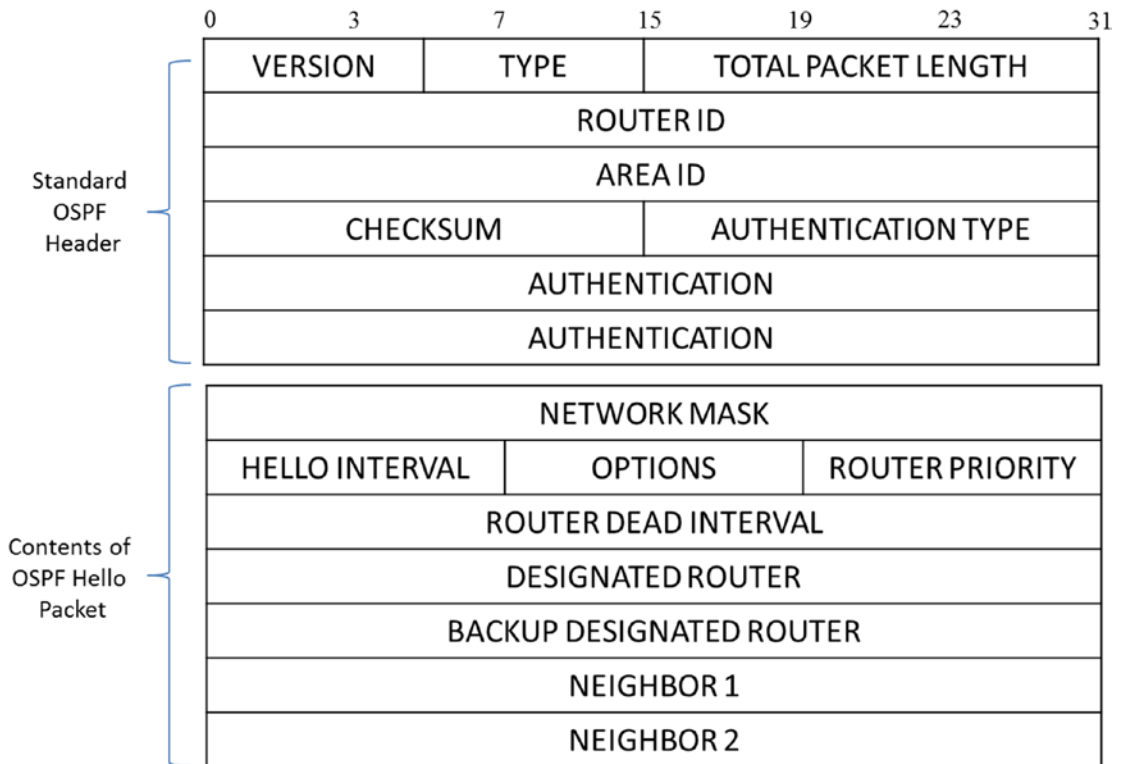 0 3 7 15 19 23 31
VERSION TYPE TOTAL PACKET LENGTH
ROUTER ID
AREA ID
Standard
OSPF
Header
CHECKSUM AUTHENTICATION TYPE
AUTHENTICATION
AUTHENTICATION
NETWORK MASK
HELLO INTERVAL OPTIONS ROUTER PRIORITY
ROUTER DEAD INTERVAL
Contents of
OSPF Hello
Packet
DESIGNATED ROUTER
BACKUP DESIGNATED ROUTER
NEIGHBOR 1
NEIGHBOR 2